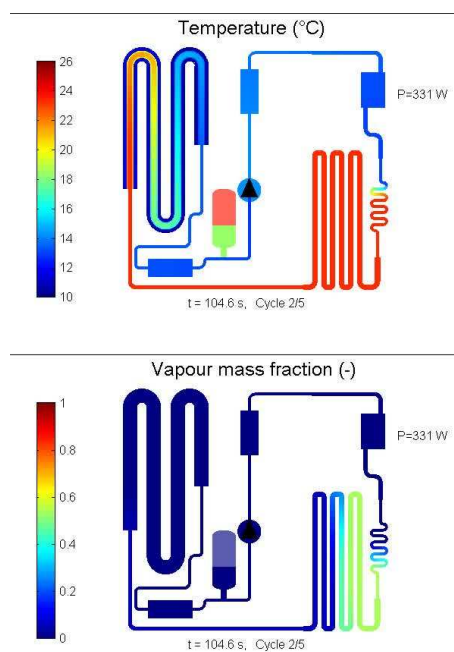 Temperature (°C)
26
24
22
20
18
16
14
12
10
P=331 W
t = 104.6 s, Cycle 2/5
Vapour mass fraction (-)
1
0.8
0.6
0.4
0.2
0
P=331 W
t = 104.6 s, Cycle 2/5